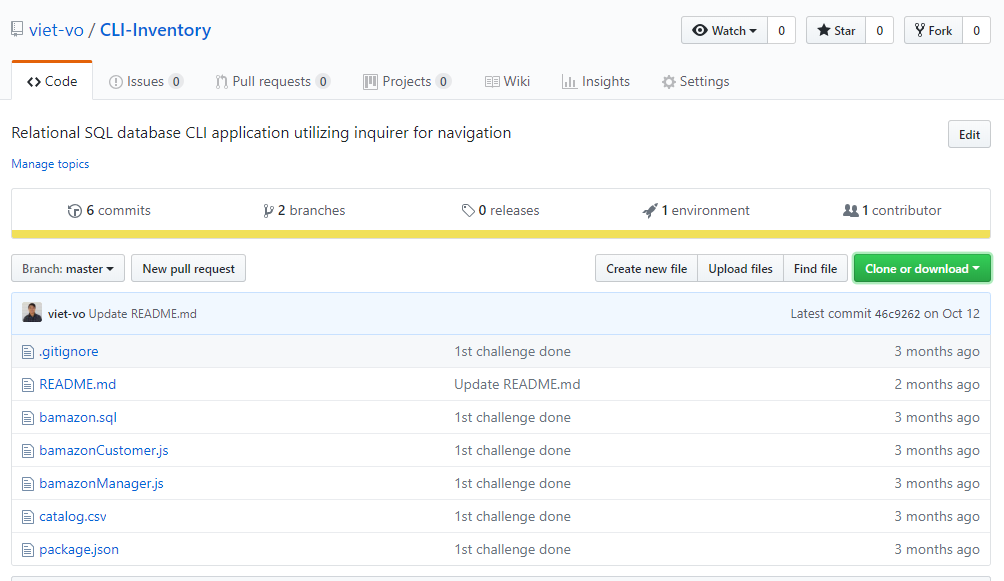 viet-vo / CLI-Inventory Watch 0 Star 0 Fork 0
Code Issues 0 Pull requests 0 Projects 0 Wiki Insights Settings
Relational SQL database CLI application utilizing inquirer for navigation Edit
Manage topics
6 commits 2 branches 0 releases 1 environment 1 contributor
Branch: master New pull request Create new file Upload files Find file Clone or download
viet-vo Update README.md Latest commit 46c9262 on Oct 12
.gitignore 1st challenge done 3 months ago
README.md Update README.md 2 months ago
bamazon.sql 1st challenge done 3 months ago
bamazonCustomer.js 1st challenge done 3 months ago
bamazonManager.js 1st challenge done 3 months ago
catalog.csv 1st challenge done 3 months ago
package.json 1st challenge done 3 months ago